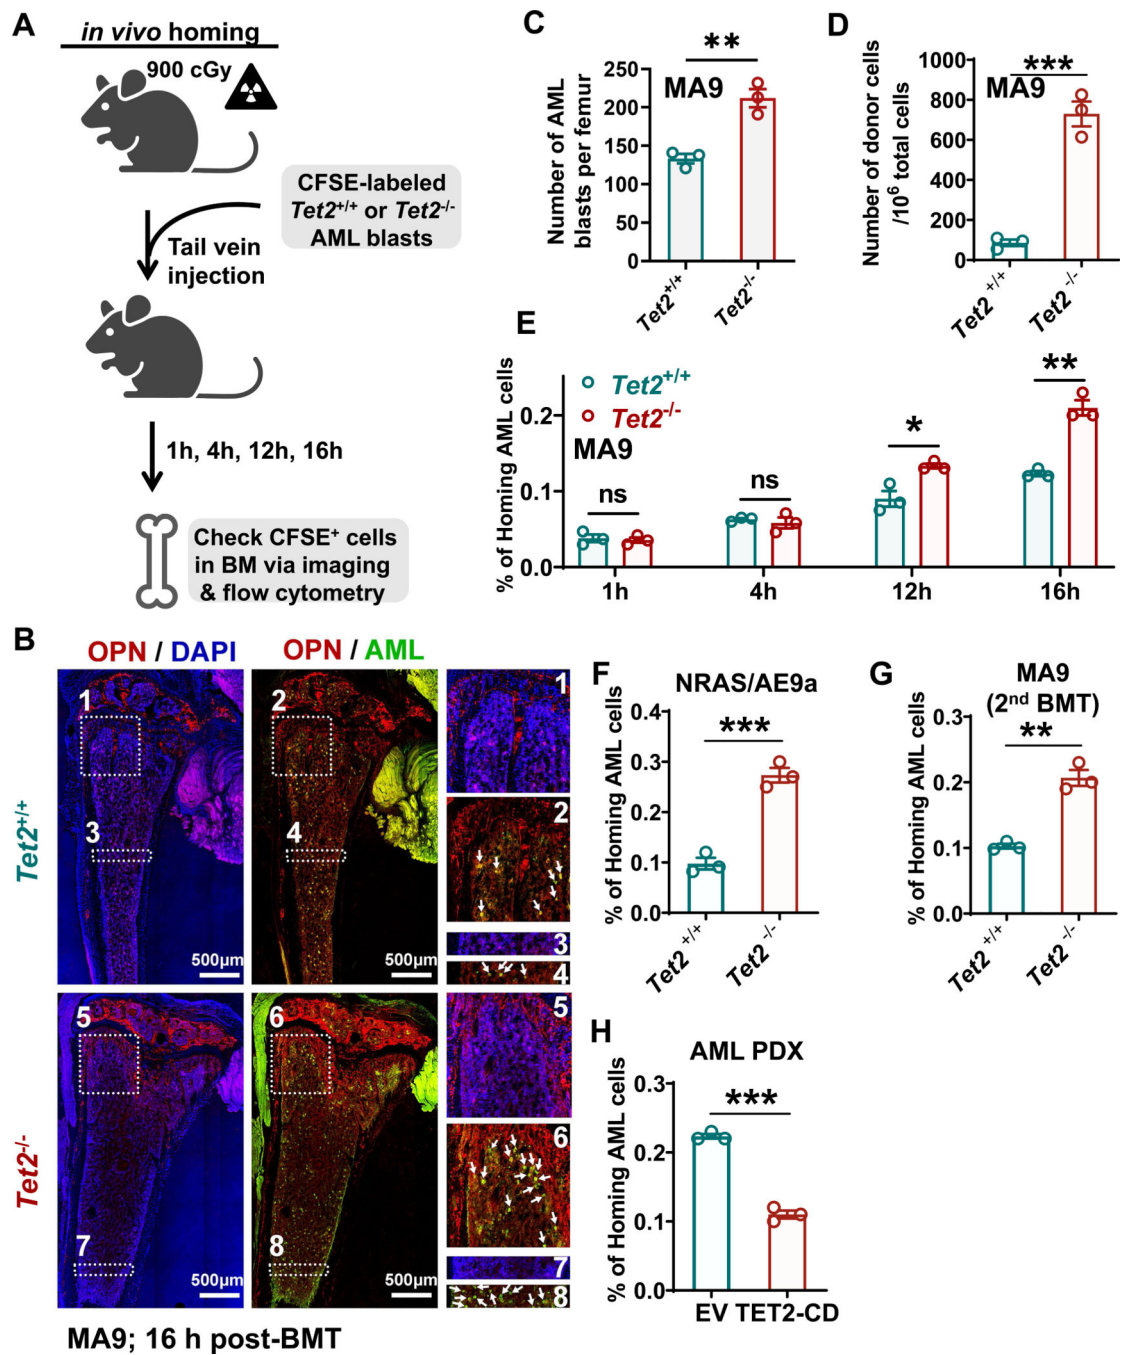 A
in vivo homing
900 cGy
CFSE-labeled
Tet2+/+ or Tet2-/-
AML blasts
Tail vein
injection
1h, 4h, 12h, 16h
Check CFSE+ cells
in BM via imaging
& flow cytometry
B
OPN / DAPI
OPN / AML
Tet2+/+
1
2
3
4
500µm
500µm
1
2
3
4
Tet2-/-
5
6
7
8
500µm
500µm
5
6
7
8
MA9; 16 h post-BMT
C
**
MA9
Number of AML
blasts per femur
250
200
150
100
50
0
Tet2+/+
Tet2-/-
D
***
MA9
Number of donor cells
/10^6 total cells
1000
800
600
400
200
0
Tet2+/+
Tet2-/-
E
Tet2+/+
Tet2-/-
MA9
% of Homing AML cells
0.2
0.1
0.0
ns
ns
*
**
1h
4h
12h
16h
F
NRAS/AE9a
***
% of Homing AML cells
0.4
0.3
0.2
0.1
0.0
Tet2+/+
Tet2-/-
G
MA9
(2nd BMT)
**
% of Homing AML cells
0.3
0.2
0.1
0.0
Tet2+/+
Tet2-/-
H
AML PDX
***
% of Homing AML cells
0.3
0.2
0.1
0.0
EV TET2-CD